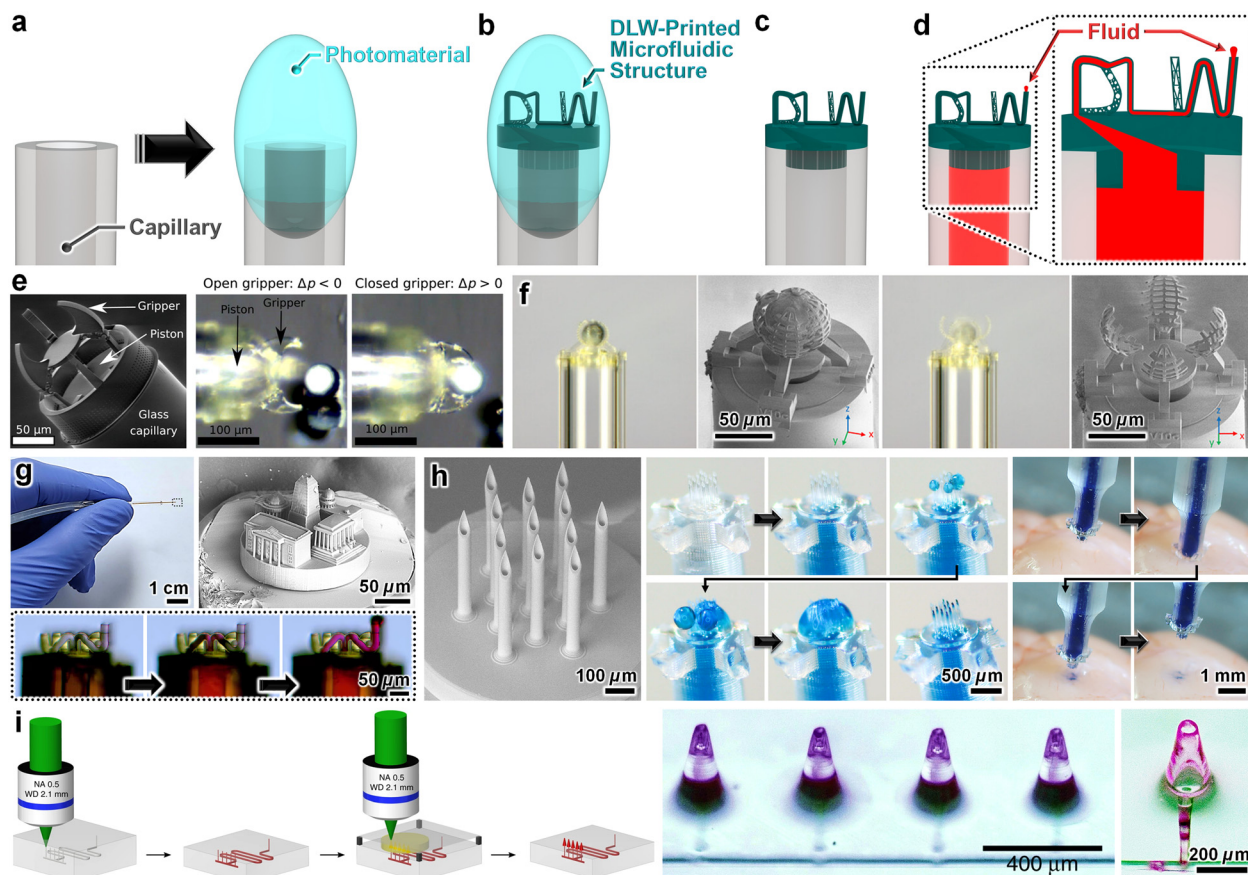 a
b
c
d
Photomaterial
DLW-Printed
Microfluidic
Structure
Fluid
Capillary
e
Gripper
Piston
Glass
capillary
50 µm
Open gripper: Δp < 0
Piston
Gripper
100 µm
Closed gripper: Δp > 0
100 µm
f
50 µm
z
x
y
50 µm
z
x
y
g
1 cm
50 µm
50 µm
h
100 µm
500 µm
1 mm
i
NA 0.5
WD 2.1 mm
NA 0.5
WD 2.1 mm
400 µm
200 µm